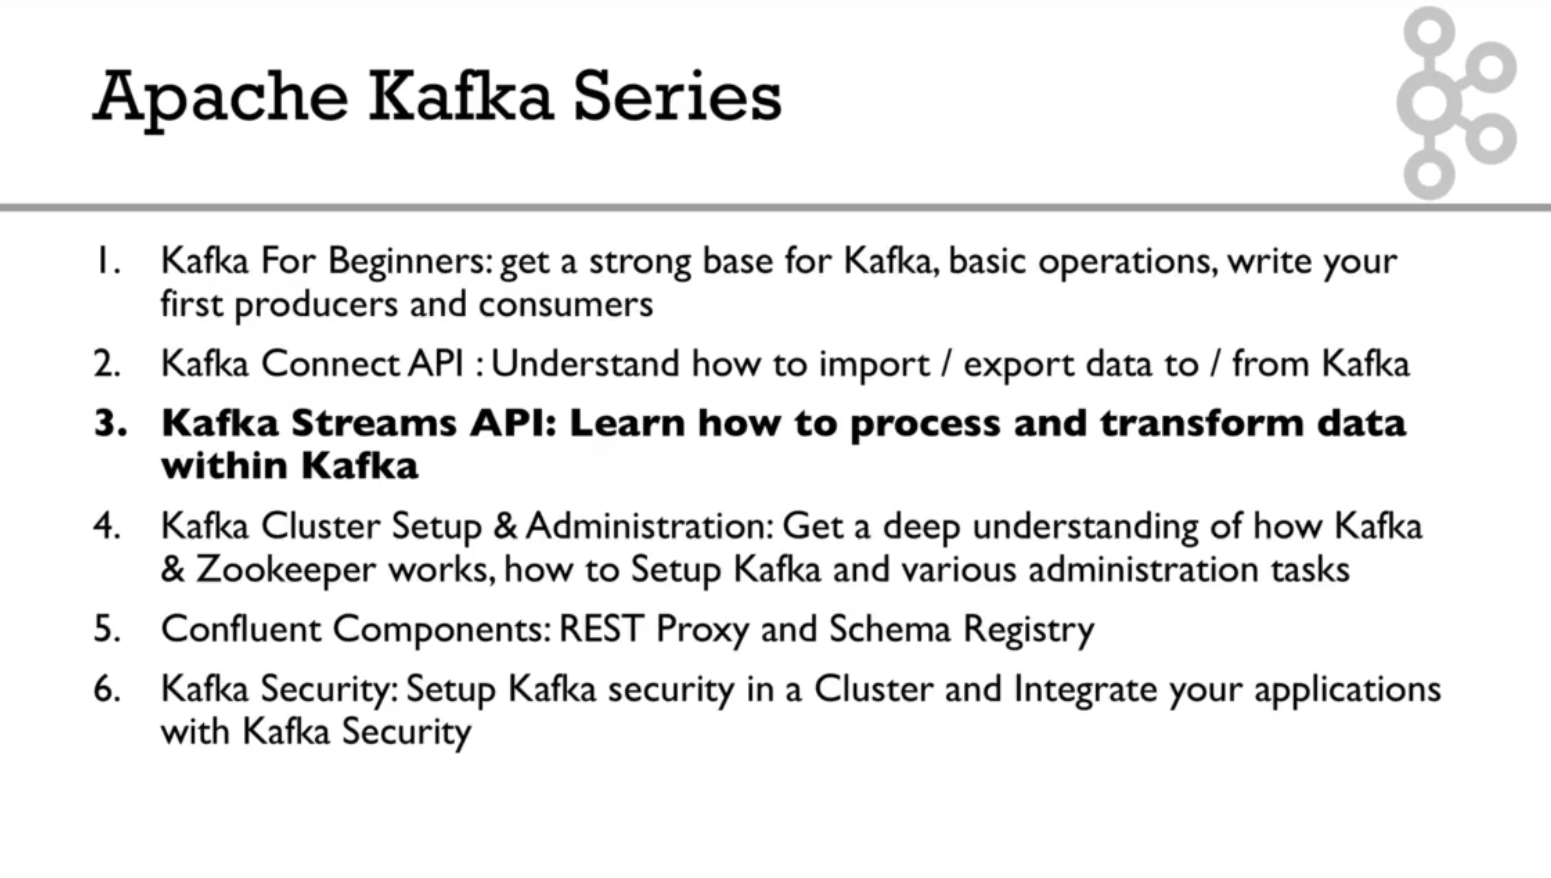 Apache Kafka Series
1. Kafka For Beginners: get a strong base for Kafka, basic operations, write your
first producers and consumers
2. Kafka Connect API : Understand how to import / export data to / from Kafka
3. Kafka Streams API: Learn how to process and transform data
within Kafka
4. Kafka Cluster Setup & Administration: Get a deep understanding of how Kafka
& Zookeeper works, how to Setup Kafka and various administration tasks
5. Confluent Components: REST Proxy and Schema Registry
6. Kafka Security: Setup Kafka security in a Cluster and Integrate your applications
with Kafka Security